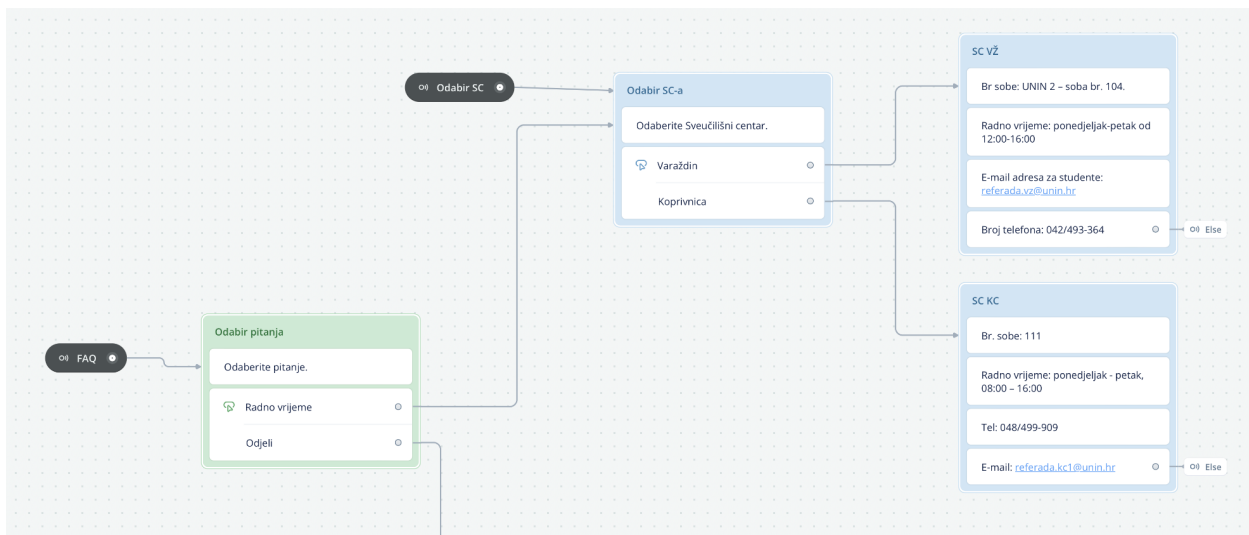 FAQ
Odabir pitanja
Odaberite pitanje.
Radno vrijeme
Odjeli
Odabir SC
Odabir SC-a
Odaberite Sveučilišni centar.
Varaždin
Koprivnica
SC VŽ
Br sobe: UNIN 2 – soba br. 104.
Radno vrijeme: ponedjeljak-petak od
12:00-16:00
E-mail adresa za studente:
referada.vz@unin.hr
Broj telefona: 042/493-364
Else
SC KC
Br. sobe: 111
Radno vrijeme: ponedjeljak - petak,
08:00 – 16:00
Tel: 048/499-909
E-mail: referada.kc1@unin.hr
Else